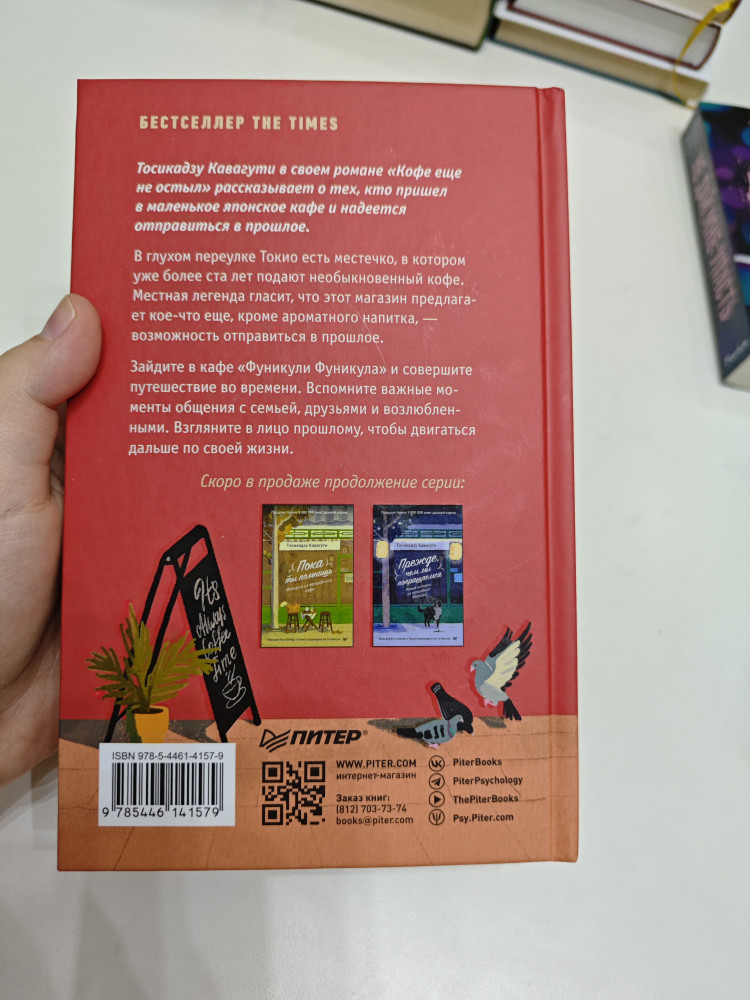 БЕСТСЕЛЛЕР THE TIMES
Тосикадзу Кавагути в своем романе «Кофе еще
не остыл» рассказывает о тех, кто пришел
в маленькое японское кафе и надеется
отправиться в прошлое.
В глухом переулке Токио есть местечко, в котором
уже более ста лет подают необыкновенный кофе.
Местная легенда гласит, что этот магазин предлага-
ет кое-что еще, кроме ароматного напитка, —
возможность отправиться в прошлое.
Зайдите в кафе «Фуникули Фуникула» и совершите
путешествие во времени. Вспомните важные мо-
менты общения с семьей, друзьями и возлюблен-
ными. Взгляните в лицо прошлому, чтобы двигаться
дальше по своей жизни.
Скоро в продаже продолжение серии:
Тосикадзу Кавагути
Пока
ты помнишь
Тосикадзу Кавагути
Прежде,
чем мы
попрощаемся
It's
Always
Coffee
time
ПИТЕР®
ISBN 978-5-4461-4157-9
9 785446 141579
WWW.PITER.COM
интернет-магазин
Заказ книг:
(812) 703-73-74
books@piter.com
PiterBooks
PiterPsychology
ThePiterBooks
Psy.Piter.com